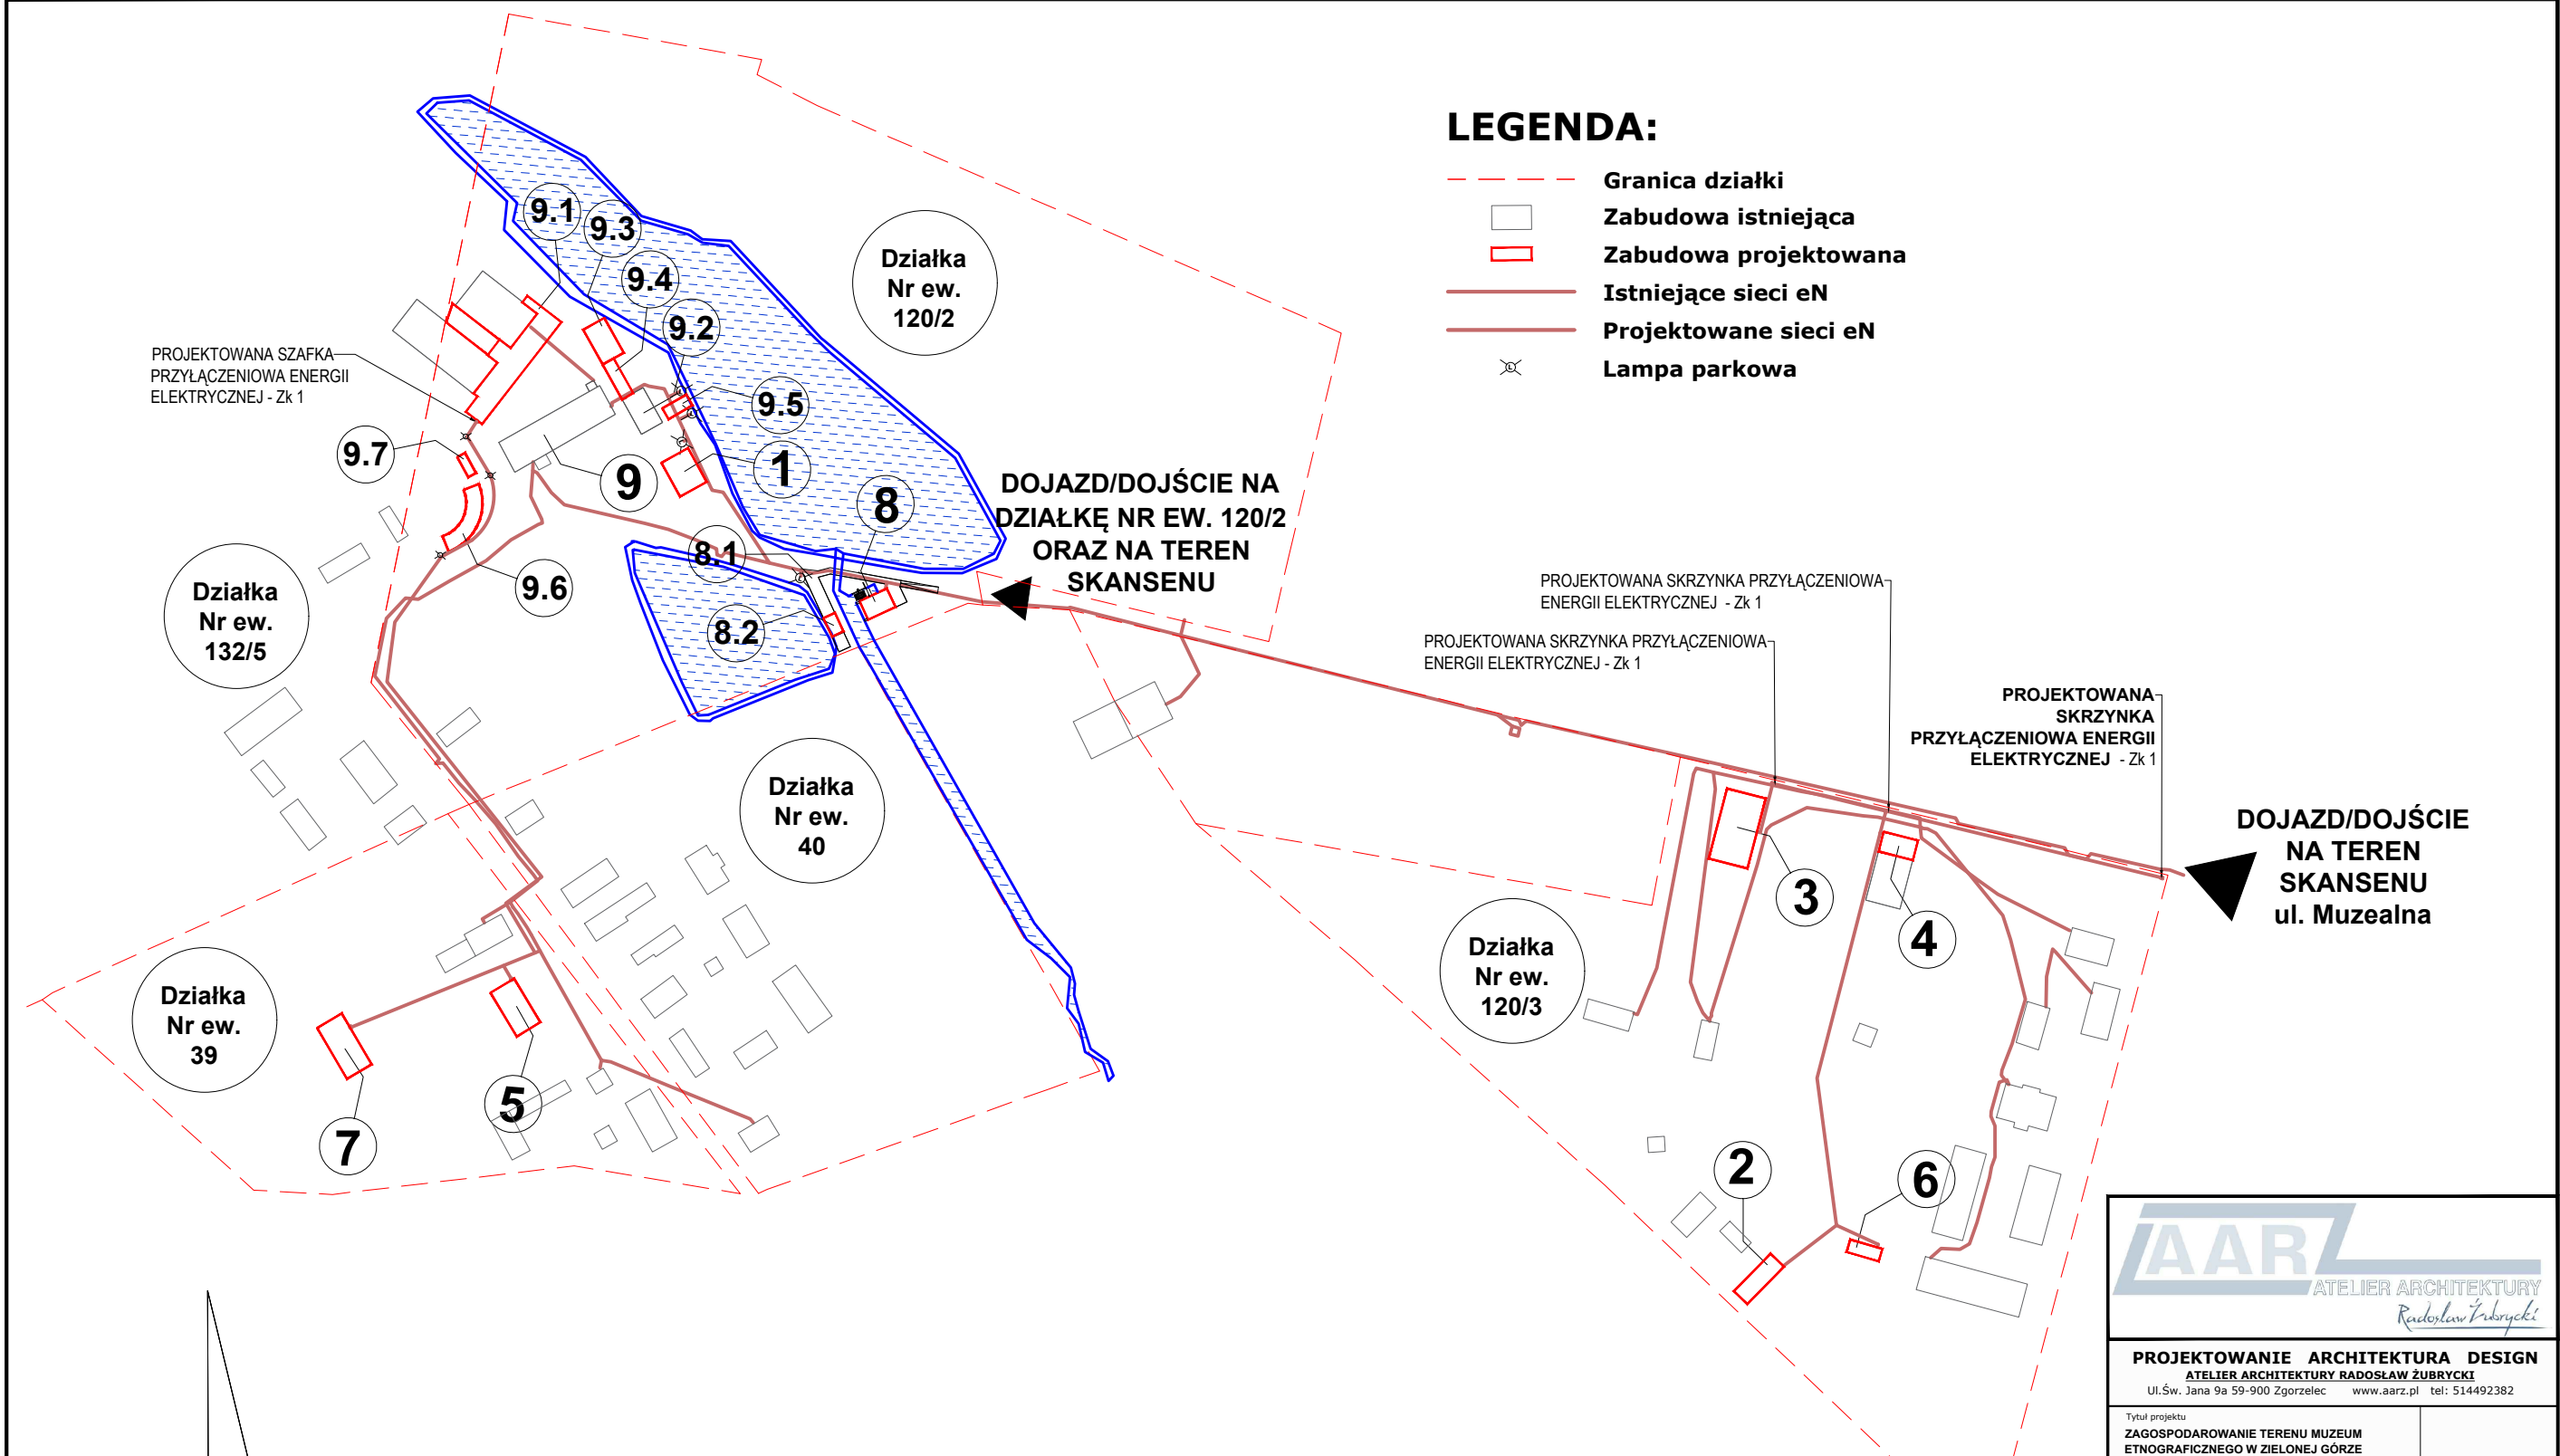 LEGENDA:
Granica działki
Zabudowa istniejąca
Zabudowa projektowana
Istniejące sieci eN
Projektowane sieci eN
Lampa parkowa
9.1
9.3
9.4
9.2
9.5
1
8
9
9.7
9.6
8.1
8.2
Działka
Nr ew.
120/2
PROJEKTOWANA SZAFKA
PRZYŁĄCZENIOWA ENERGII
ELEKTRYCZNEJ - Zk 1
DOJAZD/DOJŚCIE NA
DZIAŁKĘ NR EW. 120/2
ORAZ NA TEREN
SKANSENU
Działka
Nr ew.
132/5
PROJEKTOWANA SKRZYNKA PRZYŁĄCZENIOWA
ENERGII ELEKTRYCZNEJ - Zk 1
PROJEKTOWANA SKRZYNKA PRZYŁĄCZENIOWA
ENERGII ELEKTRYCZNEJ - Zk 1
PROJEKTOWANA
SKRZYNKA
PRZYŁĄCZENIOWA ENERGII
ELEKTRYCZNEJ - Zk 1
DOJAZD/DOJŚCIE
NA TEREN
SKANSENU
ul. Muzealna
Działka
Nr ew.
40
3
4
Działka
Nr ew.
120/3
Działka
Nr ew.
39
5
7
2
6
AARZ
ATELIER ARCHITEKTURY
Radosław Żubrycki
PROJEKTOWANIE ARCHITEKTURA DESIGN
ATELIER ARCHITEKTURY RADOSŁAW ŻUBRYCKI
Ul.Św. Jana 9a 59-900 Zgorzelec www.aarz.pl tel: 514492382
Tytuł projektu
ZAGOSPODAROWANIE TERENU MUZEUM
ETNOGRAFICZNEGO W ZIELONEJ GÓRZE